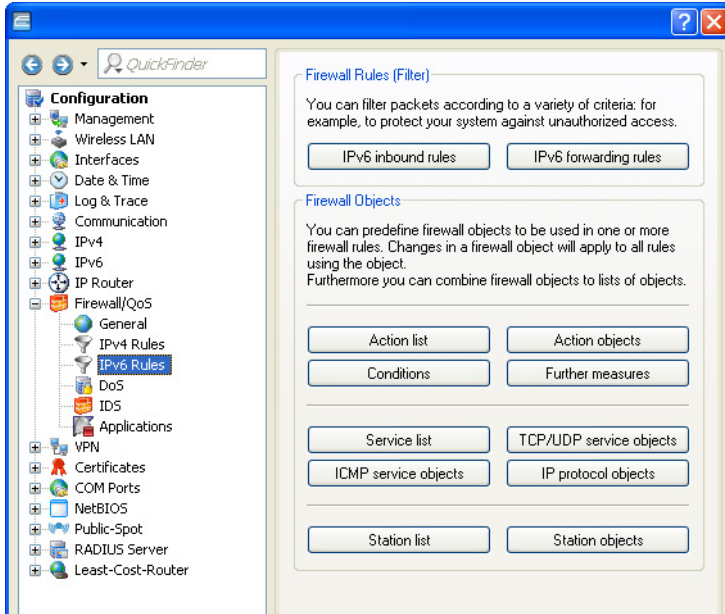 QuickFinder
Configuration
Management
Wireless LAN
Interfaces
Date & Time
Log & Trace
Communication
IPv4
IPv6
IP Router
Firewall/QoS
General
IPv4 Rules
IPv6 Rules
DoS
IDS
Applications
VPN
Certificates
COM Ports
NetBIOS
Public-Spot
RADIUS Server
Least-Cost-Router
Firewall Rules (Filter)
You can filter packets according to a variety of criteria: for
example, to protect your system against unauthorized access.
IPv6 inbound rules
IPv6 forwarding rules
Firewall Objects
You can predefine firewall objects to be used in one or more
firewall rules. Changes in a firewall object will apply to all rules
using the object.
Furthermore you can combine firewall objects to lists of objects.
Action list
Action objects
Conditions
Further measures
Service list
TCP/UDP service objects
ICMP service objects
IP protocol objects
Station list
Station objects